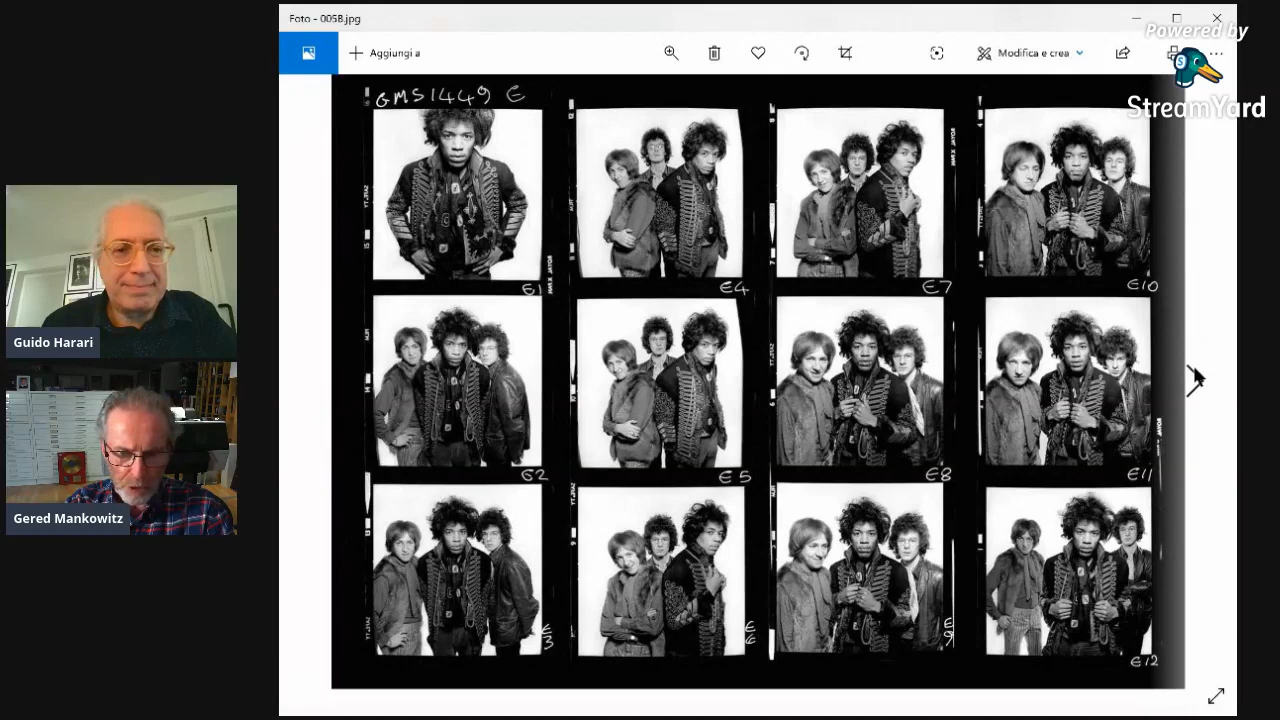 Foto - 005B.jpg
Aggiungi a
Modifica e crea
Powered by
StreamYard
GMS1449 E
E1
E4
E7
E10
E2
E5
E8
E11
E3
E6
E9
E12
Guido Harari
Gered Mankowitz